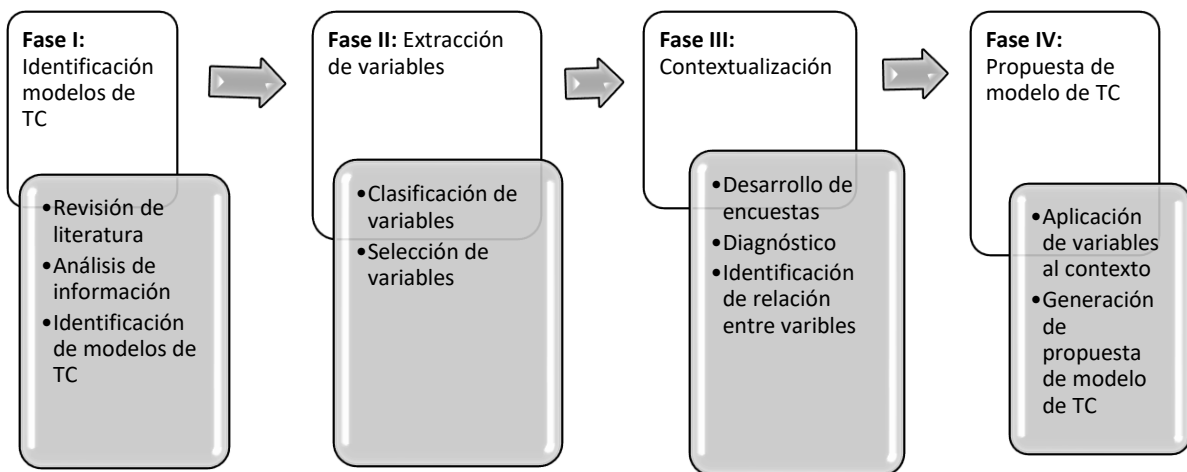 Fase I:
Identificación
modelos de
TC
•Revisión de
literatura
•Análisis de
información
•Identificación
de modelos de
TC
Fase II: Extracción
de variables
•Clasificación de
variables
•Selección de
variables
Fase III:
Contextualización
•Desarrollo de
encuestas
•Diagnóstico
•Identificación
de relación
entre varibles
Fase IV:
Propuesta de
modelo de TC
•Aplicación
de variables
al contexto
•Generación
de
propuesta
de modelo
de TC